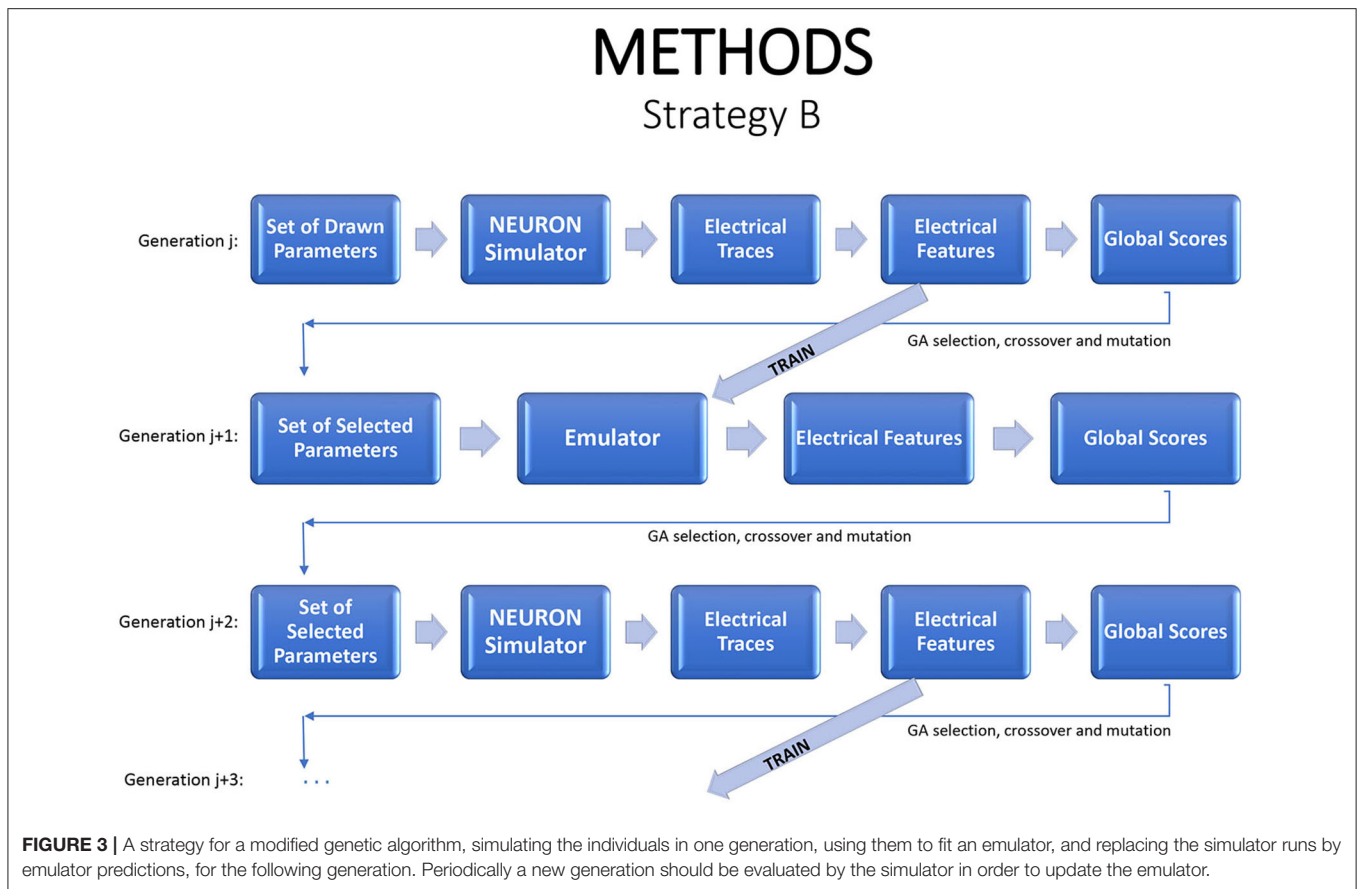 METHODS
Strategy B
Generation j:
Set of Drawn
Parameters
NEURON
Simulator
Electrical
Traces
Electrical
Features
Global Scores
TRAIN
GA selection, crossover and mutation
Generation j+1:
Set of Selected
Parameters
Emulator
Electrical Features
Global Scores
GA selection, crossover and mutation
Generation j+2:
Set of
Selected
Parameters
NEURON
Simulator
Electrical
Traces
Electrical
Features
Global Scores
TRAIN
GA selection, crossover and mutation
Generation j+3:
. . .
FIGURE 3 | A strategy for a modified genetic algorithm, simulating the individuals in one generation, using them to fit an emulator, and replacing the simulator runs by
emulator predictions, for the following generation. Periodically a new generation should be evaluated by the simulator in order to update the emulator.